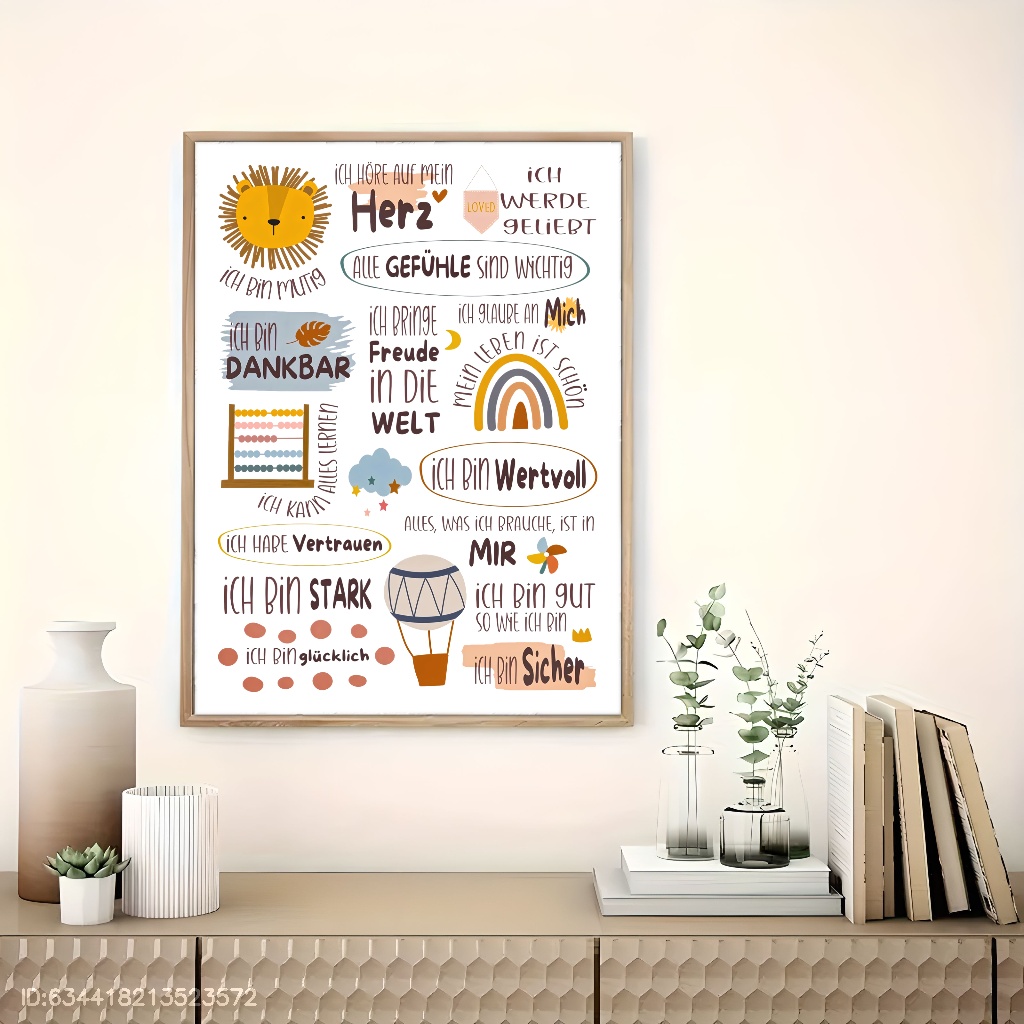 ICH HÖRE AUF MEIN
Herz
LOVED
ICH
WERDE
GELIEBT
ICH BIN MUTIG
ALLE GEFÜHLE SIND WICHTIG
ICH BIN
DANKBAR
ICH BRINGE
Freude
IN DIE
WELT
ICH GLAUBE AN Mich
MEIN LEBEN IST SCHÖN
ICH KANN ALLES LERNEN
ICH BIN Wertvoll
ALLES, WAS ICH BRAUCHE, IST IN
MIR
ICH HABE Vertrauen
ICH BIN STARK
ICH BIN GUT
SO WIE ICH BIN
ICH BIN glücklich
ICH BIN Sicher
ID:634418213523572